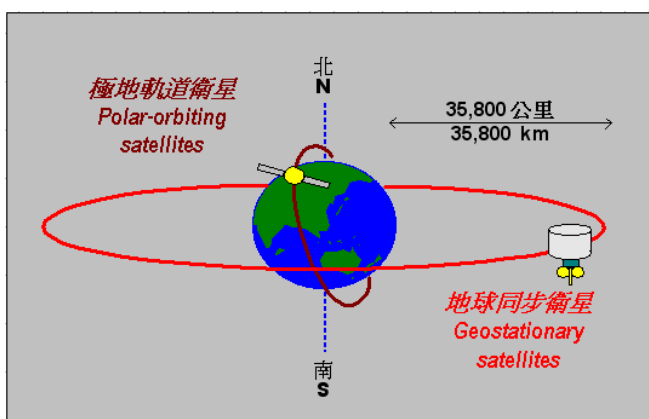 北
N
極地軌道衛星
Polar-orbiting
satellites
35,800 公里
35,800 km
地球同步衛星
Geostationary
satellites
南
S